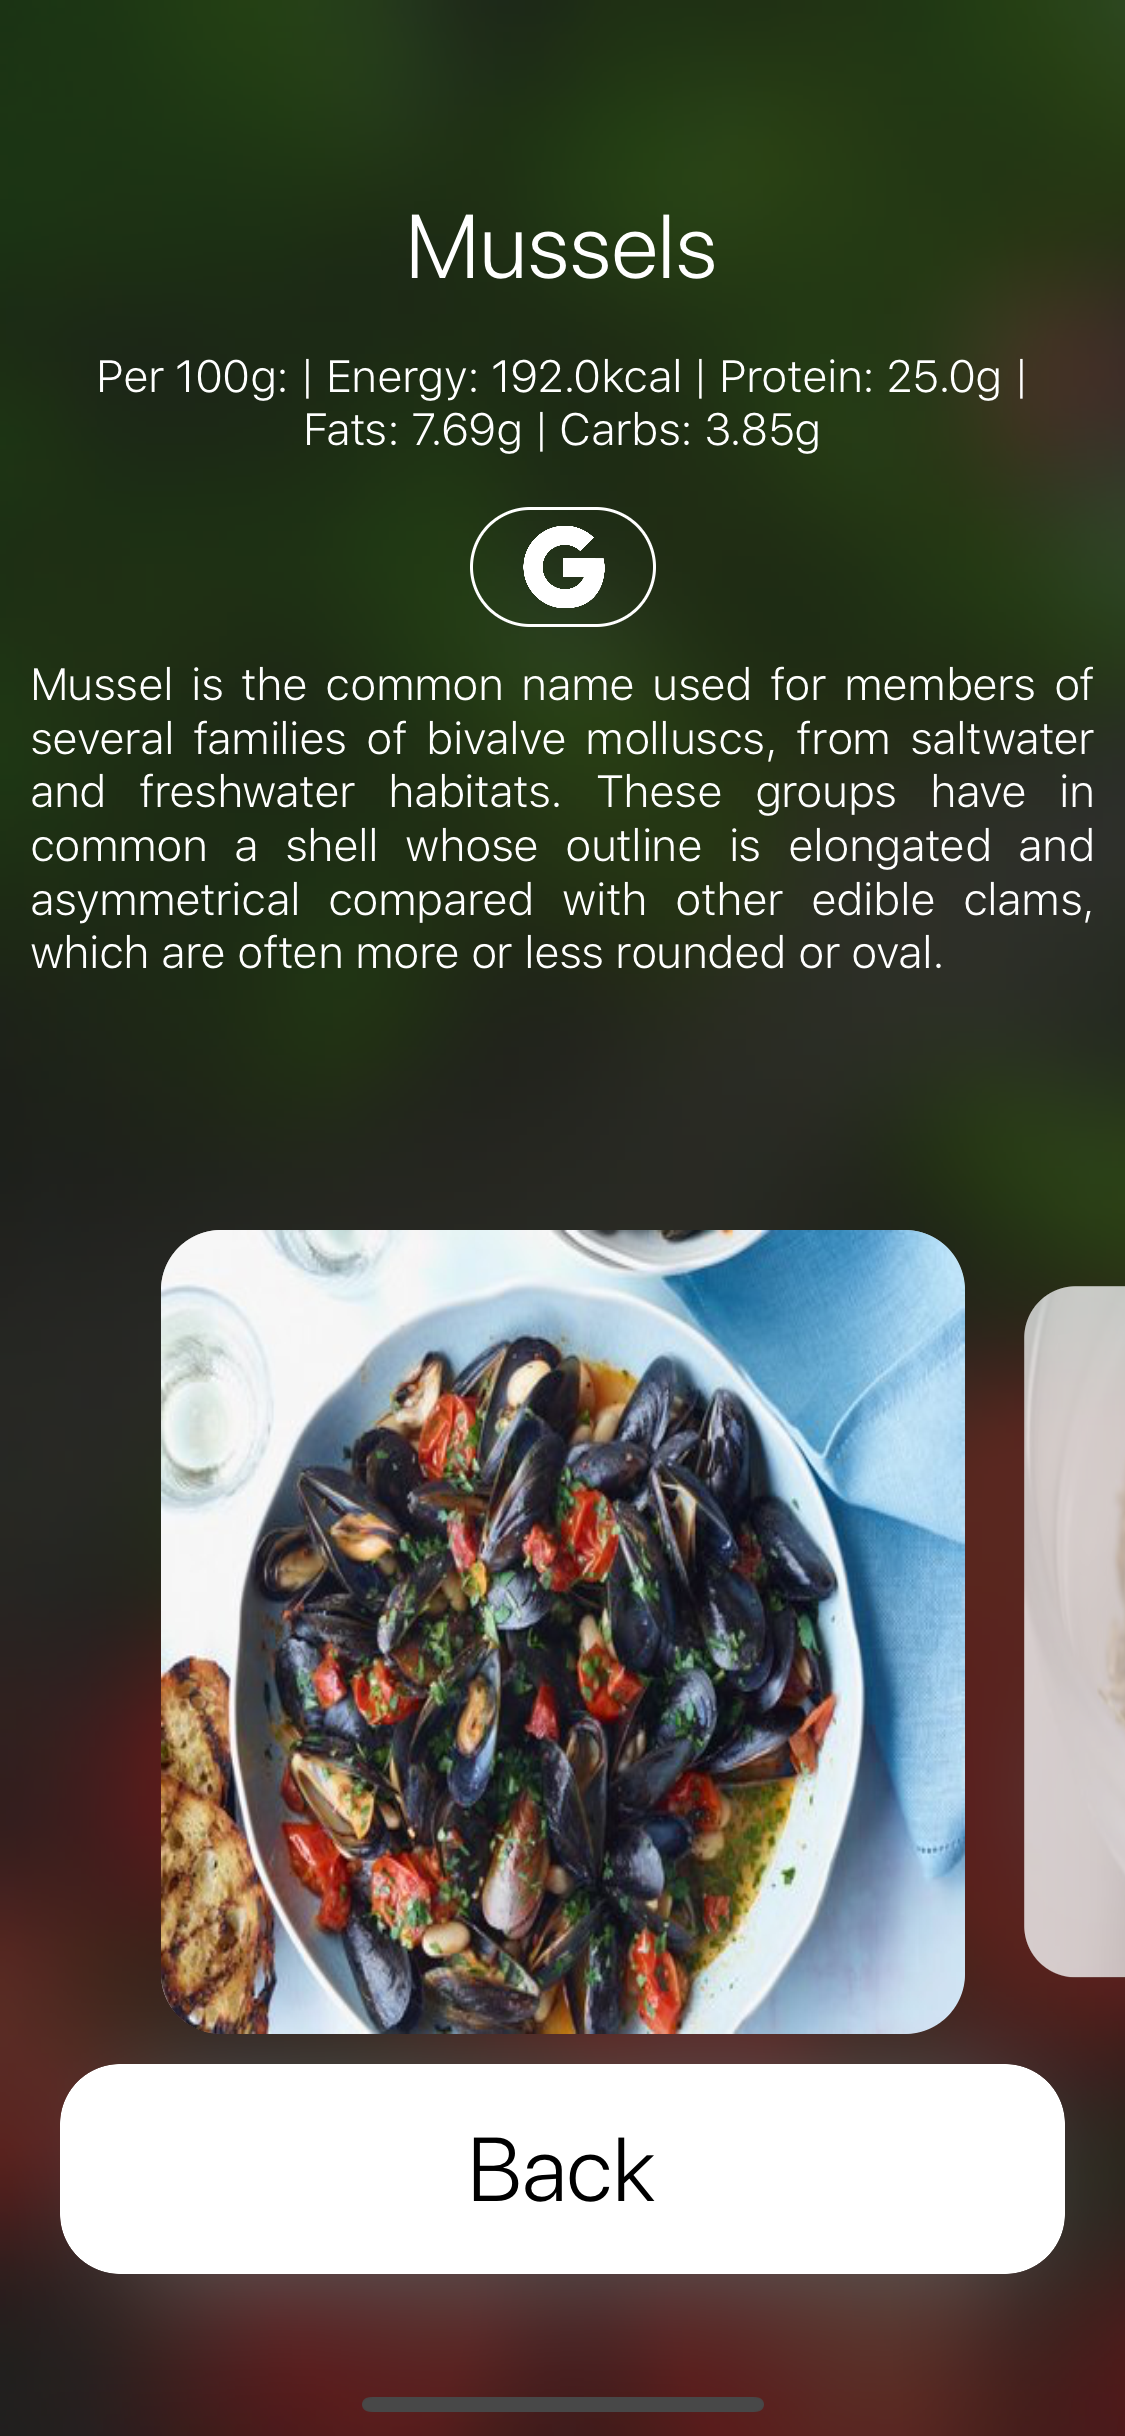 Mussels
Per 100g: | Energy: 192.0kcal | Protein: 25.0g |
Fats: 7.69g | Carbs: 3.85g
G
Mussel is the common name used for members of
several families of bivalve molluscs, from saltwater
and freshwater habitats. These groups have in
common a shell whose outline is elongated and
asymmetrical compared with other edible clams,
which are often more or less rounded or oval.
Back